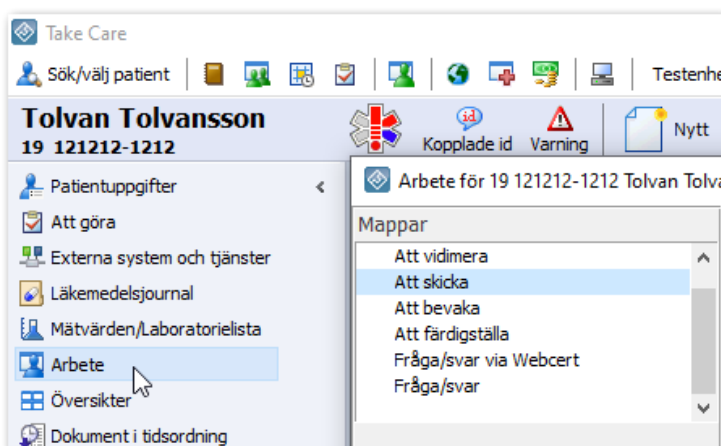 Take Care
Sök/välj patient
Testenhe
Tolvan Tolvansson
19 121212-1212
id
Kopplade id
Varning
Nytt
Patientuppgifter
Att göra
Externa system och tjänster
Läkemedelsjournal
Mätvärden/Laboratorielista
Arbete
Översikter
Dokument i tidsordning
Arbete för 19 121212-1212 Tolvan Tolva
Mappar
Att vidimera
Att skicka
Att bevaka
Att färdigställa
Fråga/svar via Webcert
Fråga/svar